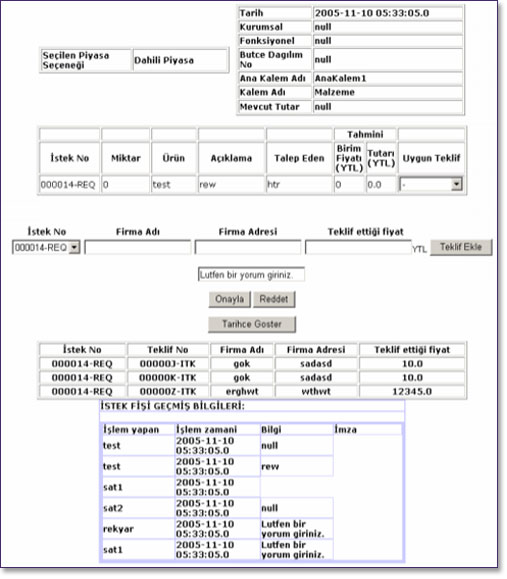 Tarih 2005-11-10 05:33:05.0
Kurumsal null
Fonksiyonel null
Butce Dagılım No null
Ana Kalem Adı AnaKalem1
Kalem Adı Malzeme
Mevcut Tutar null
Seçilen Piyasa Seçeneği Dahili Piyasa
Tahmini
İstek No Miktar Ürün Açıklama Talep Eden Birim Fiyatı (YTL) Tutarı (YTL) Uygun Teklif
000014-REQ 0 test rew htr 0 0.0 -
İstek No Firma Adı Firma Adresi Teklif ettiği fiyat
000014-REQ YTL Teklif Ekle
Lutfen bir yorum giriniz.
Onayla Reddet
Tarihce Goster
İstek No Teklif No Firma Adı Firma Adresi Teklif ettiği fiyat
000014-REQ 00000J-ITK gok sadasd 10.0
000014-REQ 00000K-ITK gok sadasd 10.0
000014-REQ 00000Z-ITK erghwt wthwt 12345.0
İSTEK FİŞİ GEÇMİŞ BİLGİLERİ:
İşlem yapan İşlem zamani Bilgi İmza
test 2005-11-10 05:33:05.0 null
test 2005-11-10 05:33:05.0 rew
sat1 2005-11-10 05:33:05.0
sat2 2005-11-10 05:33:05.0 null
rekyar 2005-11-10 05:33:05.0 Lutfen bir yorum giriniz.
sat1 2005-11-10 05:33:05.0 Lutfen bir yorum giriniz.